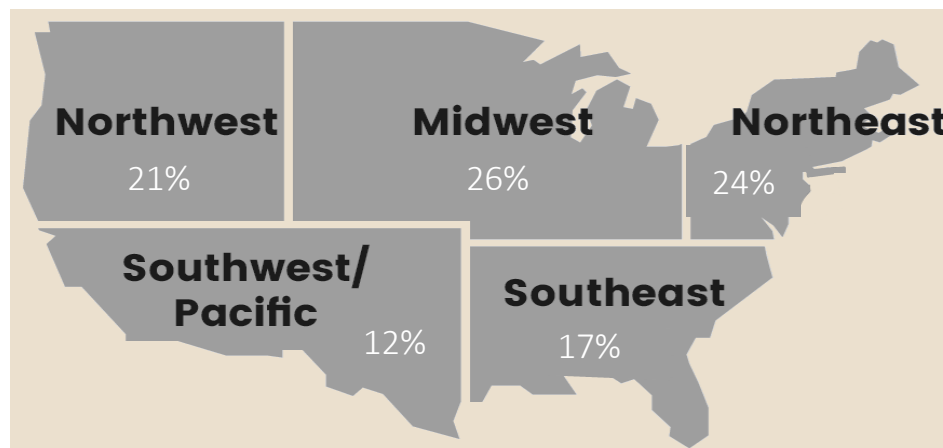 Northwest
21%
Midwest
26%
Northeast
24%
Southwest/
Pacific
12%
Southeast
17%